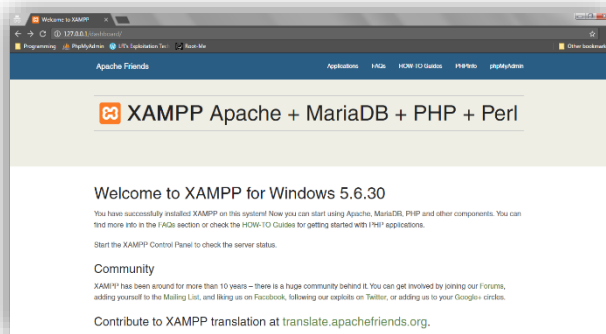 Welcome to XAMPP
127.0.0.1/dashboard/
Programming PhpMyAdmin Root-Me Other bookmark
Apache Friends Applications FAQs HOW-TO Guides PHPInfo phpMyAdmin
XAMPP Apache + MariaDB + PHP + Perl
Welcome to XAMPP for Windows 5.6.30
You have successfully installed XAMPP on this system! Now you can start using Apache, MariaDB, PHP and other components. You can
find more info in the FAQs section or check the HOW-TO Guides for getting started with PHP applications.
Start the XAMPP Control Panel to check the server status.
Community
XAMPP has been around for more than 10 years – there is a huge community behind it. You can get involved by joining our Forums,
adding yourself to the Mailing List, and liking us on Facebook, following our exploits on Twitter, or adding us to your Google+ circles.
Contribute to XAMPP translation at translate.apachefriends.org.